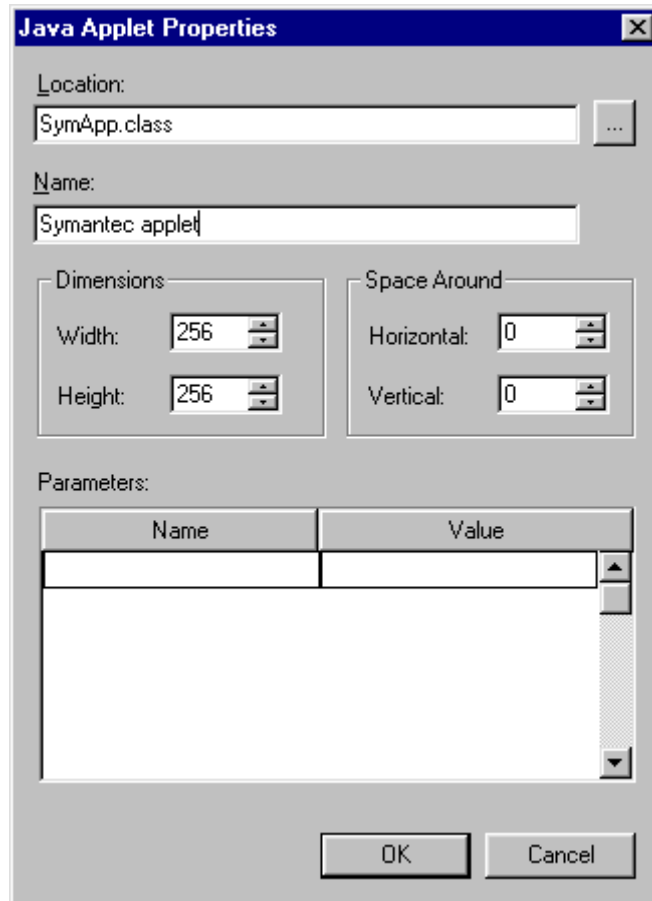 Java Applet Properties
Location:
SymApp.class
...
Name:
Symantec applet
Dimensions
Width: 256
Height: 256
Space Around
Horizontal: 0
Vertical: 0
Parameters:
Name Value
OK Cancel